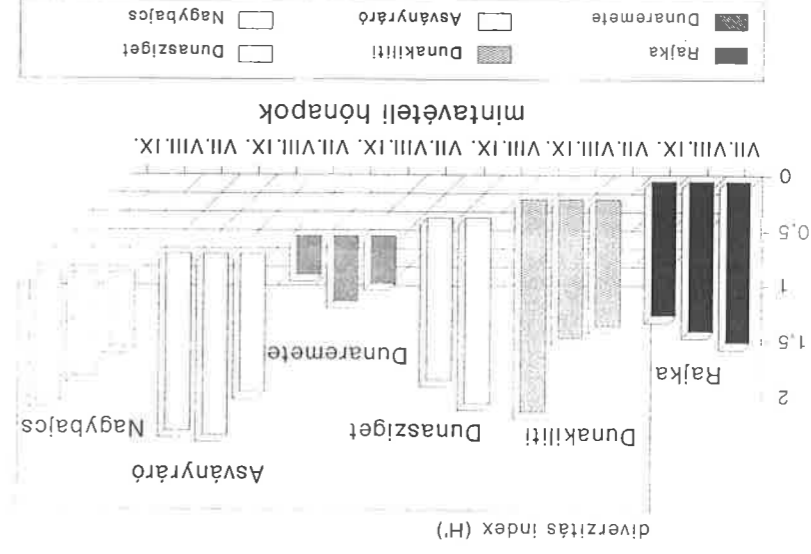 diverzitás index (H')
Ásványráró
Dunakiliti Dunasziget Nagybajcs
Rajka
Dunaremete
2
1,5
1
0,5
0
VII. VIII. IX. VII. VIII. IX. VIII. IX. VII. VIII. IX. VII. VIII. IX. VII. VIII. IX.
mintavételi hónapok
Rajka Dunakiliti Dunasziget
Dunaremete Ásványráró Nagybajcs